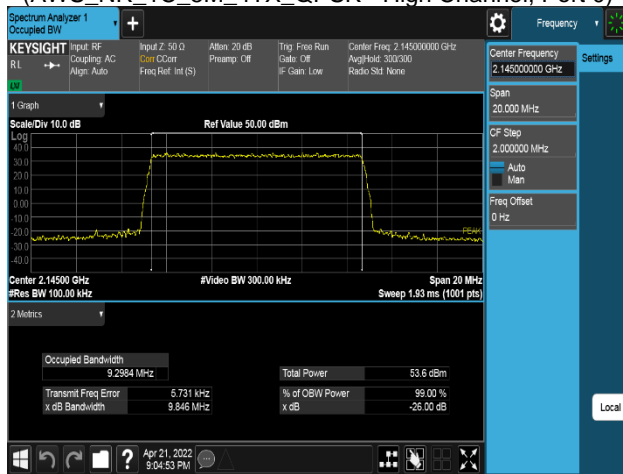 Spectrum Analyzer 1
Occupied BW
+
Frequency
KEYSIGHT
RL
Input: RF
Coupling: AC
Align: Auto
Input Z: 50 Ω
Corr CCorr
Freq Ref: Int (S)
Atten: 20 dB
Preamp: Off
Trig: Free Run
Gate: Off
IF Gain: Low
Center Freq: 2.145000000 GHz
Avg|Hold: 300/300
Radio Std: None
Center Frequency
2.145000000 GHz
Settings
Span
20.000 MHz
CF Step
2.000000 MHz
Auto
Man
Freq Offset
0 Hz
1 Graph
Scale/Div 10.0 dB
Ref Value 50.00 dBm
Log
40.0
30.0
20.0
10.0
0.00
-10.0
-20.0
-30.0
-40.0
PEAK
Center 2.14500 GHz
#Video BW 300.00 kHz
Span 20 MHz
#Res BW 100.00 kHz
Sweep 1.93 ms (1001 pts)
2 Metrics
Occupied Bandwidth
9.2984 MHz
Total Power
53.6 dBm
Transmit Freq Error
5.731 kHz
% of OBW Power
99.00 %
x dB Bandwidth
9.846 MHz
x dB
-26.00 dB
Local
?
Apr 21, 2022
9:04:53 PM